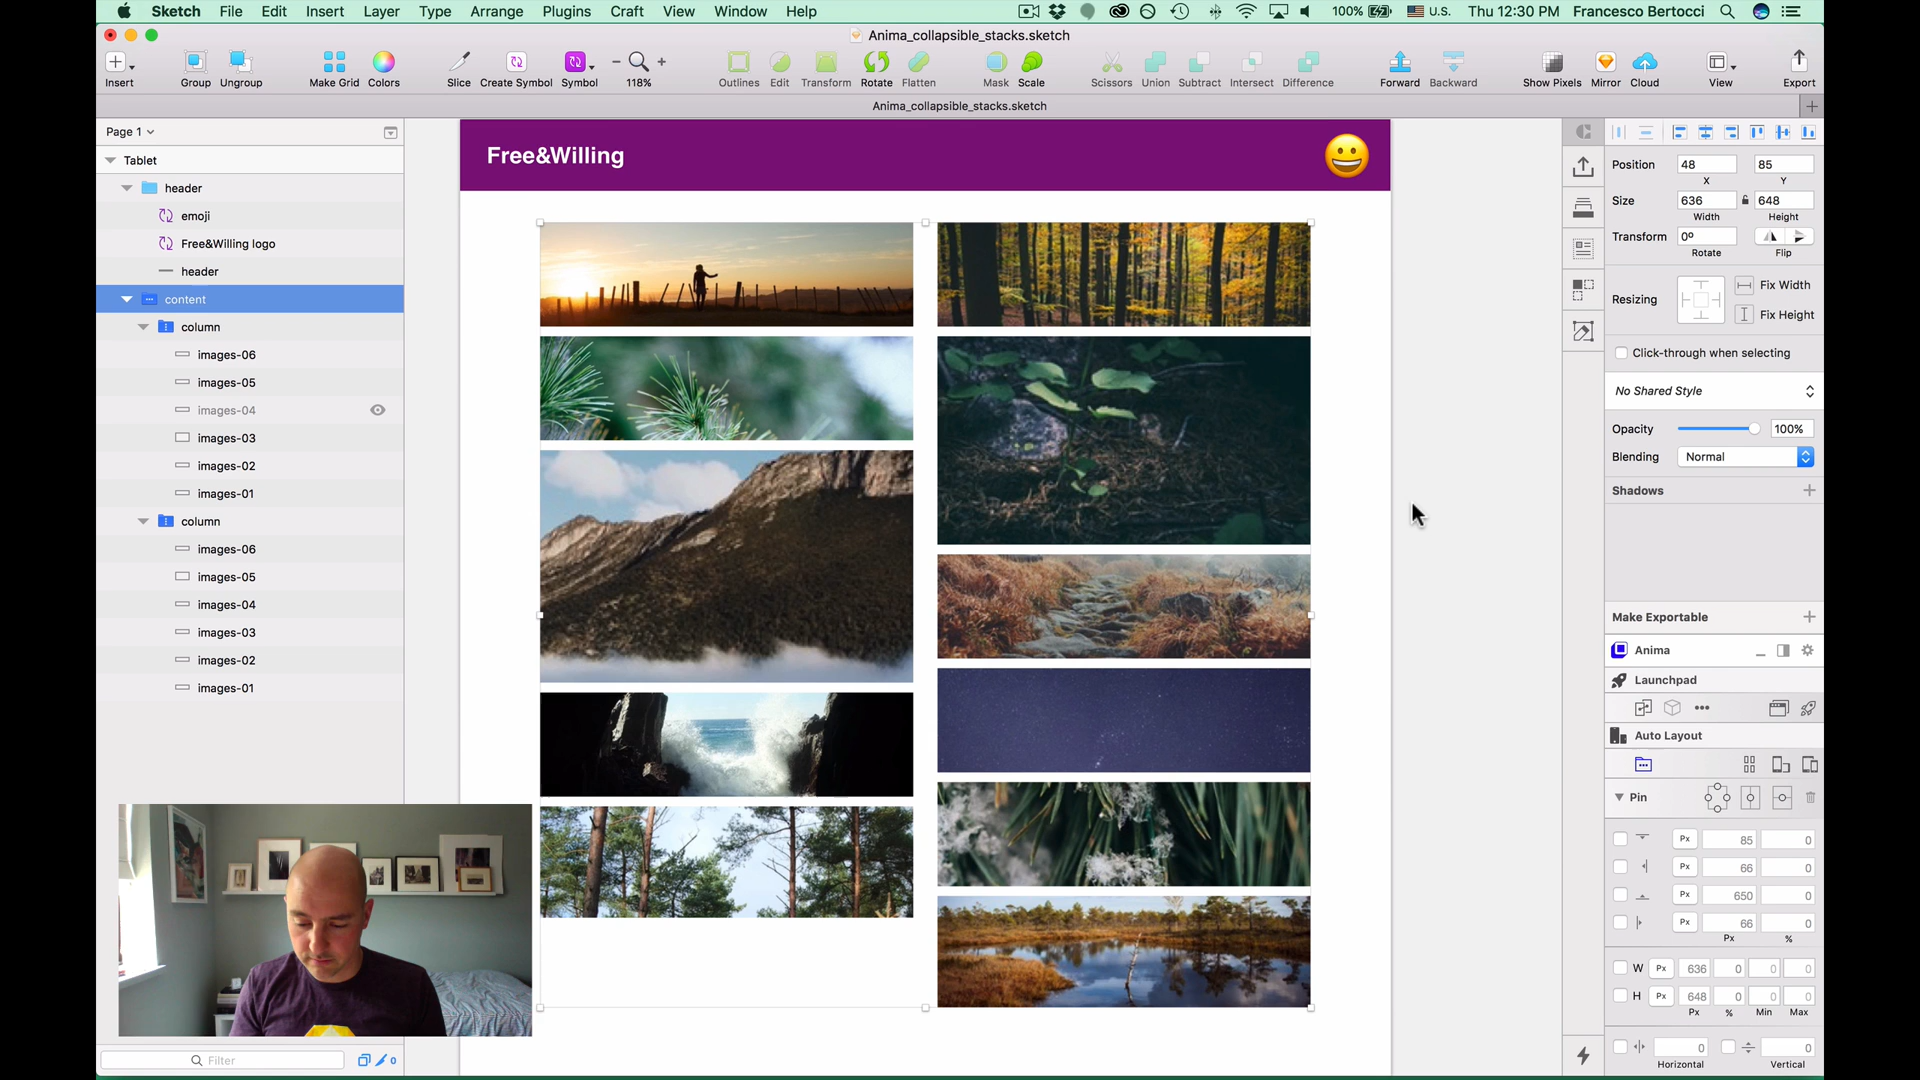 Sketch File Edit Insert Layer Type Arrange Plugins Craft View Window Help 100% U.S. Thu 12:30 PM Francesco Bertocci
Anima_collapsible_stacks.sketch
Insert Group Ungroup Make Grid Colors Slice Create Symbol Symbol 118% Outlines Edit Transform Rotate Flatten Mask Scale Scissors Union Subtract Intersect Difference Forward Backward Show Pixels Mirror Cloud View Export
Anima_collapsible_stacks.sketch
Page 1
Tablet
header
emoji
Free&Willing logo
header
content
column
images-06
images-05
images-04
images-03
images-02
images-01
column
images-06
images-05
images-04
images-03
images-02
images-01
Filter
0
Free&Willing
Position 48 85
X Y
Size 636 648
Width Height
Transform 0º
Rotate Flip
Resizing Fix Width
Fix Height
Click-through when selecting
No Shared Style
Opacity 100%
Blending Normal
Shadows
Make Exportable
Anima
Launchpad
Auto Layout
Pin
Px 85 0
Px 66 0
Px 650 0
Px 66 0
Px %
W Px 636 0 0 0
H Px 648 0 0 0
Px % Min Max
0 0
Horizontal Vertical